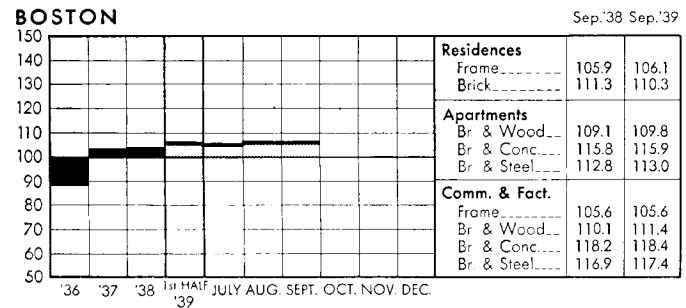 BOSTON
Sep.'38 Sep.'39
150
140
130
120
110
100
90
80
70
60
50
'36 '37 '38 1st HALF '39 JULY AUG. SEPT. OCT. NOV. DEC.
Residences
Frame 105.9 106.1
Brick 111.3 110.3
Apartments
Br. & Wood 109.1 109.8
Br. & Conc. 115.8 115.9
Br. & Steel 112.8 113.0
Comm. & Fact.
Frame 105.6 105.6
Br. & Wood 110.1 111.4
Br. & Conc. 118.2 118.4
Br. & Steel 116.9 117.4